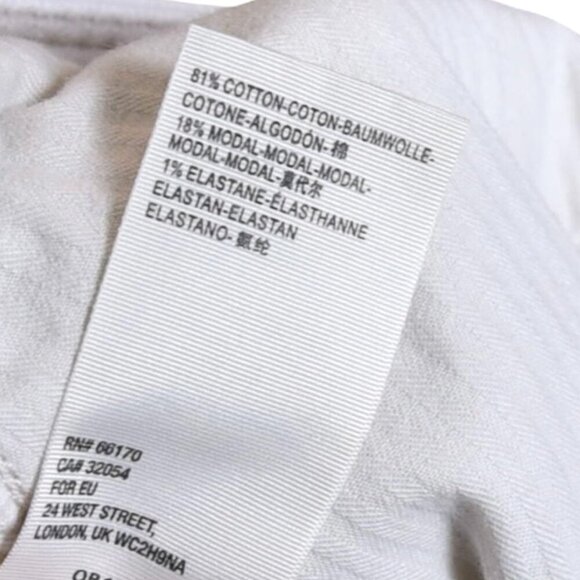 81% COTTON-COTON-BAUMWOLLE-
COTONE-ALGODÓN-棉
18% MODAL-MODAL-MODAL-
MODAL-MODAL-莫代尔
1% ELASTANE-ÉLASTHANNE
ELASTAN-ELASTAN
ELASTANO-氨纶
RN# 66170
CA# 32054
FOR EU
24 WEST STREET,
LONDON, UK WC2H9NA